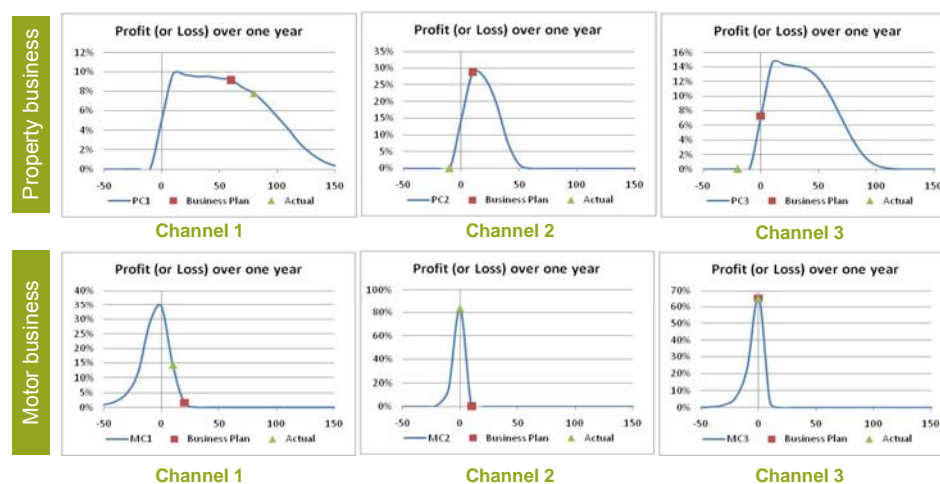 Property business
Profit (or Loss) over one year
12%
10%
8%
6%
4%
2%
0%
-50 0 50 100 150
PC1 Business Plan Actual
Channel 1
Profit (or Loss) over one year
35%
30%
25%
20%
15%
10%
5%
0%
-50 0 50 100 150
PC2 Business Plan Actual
Channel 2
Profit (or Loss) over one year
16%
14%
12%
10%
8%
6%
4%
2%
0%
-50 0 50 100 150
PC3 Business Plan Actual
Channel 3
Motor business
Profit (or Loss) over one year
40%
35%
30%
25%
20%
15%
10%
5%
0%
-50 0 50 100 150
MC1 Business Plan Actual
Channel 1
Profit (or Loss) over one year
100%
80%
60%
40%
20%
0%
-50 0 50 100 150
MC2 Business Plan Actual
Channel 2
Profit (or Loss) over one year
70%
60%
50%
40%
30%
20%
10%
0%
-50 0 50 100 150
MC3 Business Plan Actual
Channel 3